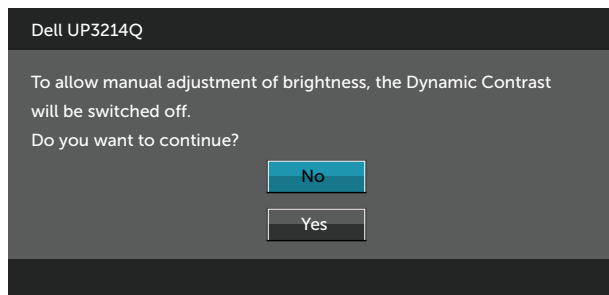 Dell UP3214Q
To allow manual adjustment of brightness, the Dynamic Contrast
will be switched off.
Do you want to continue?
No
Yes